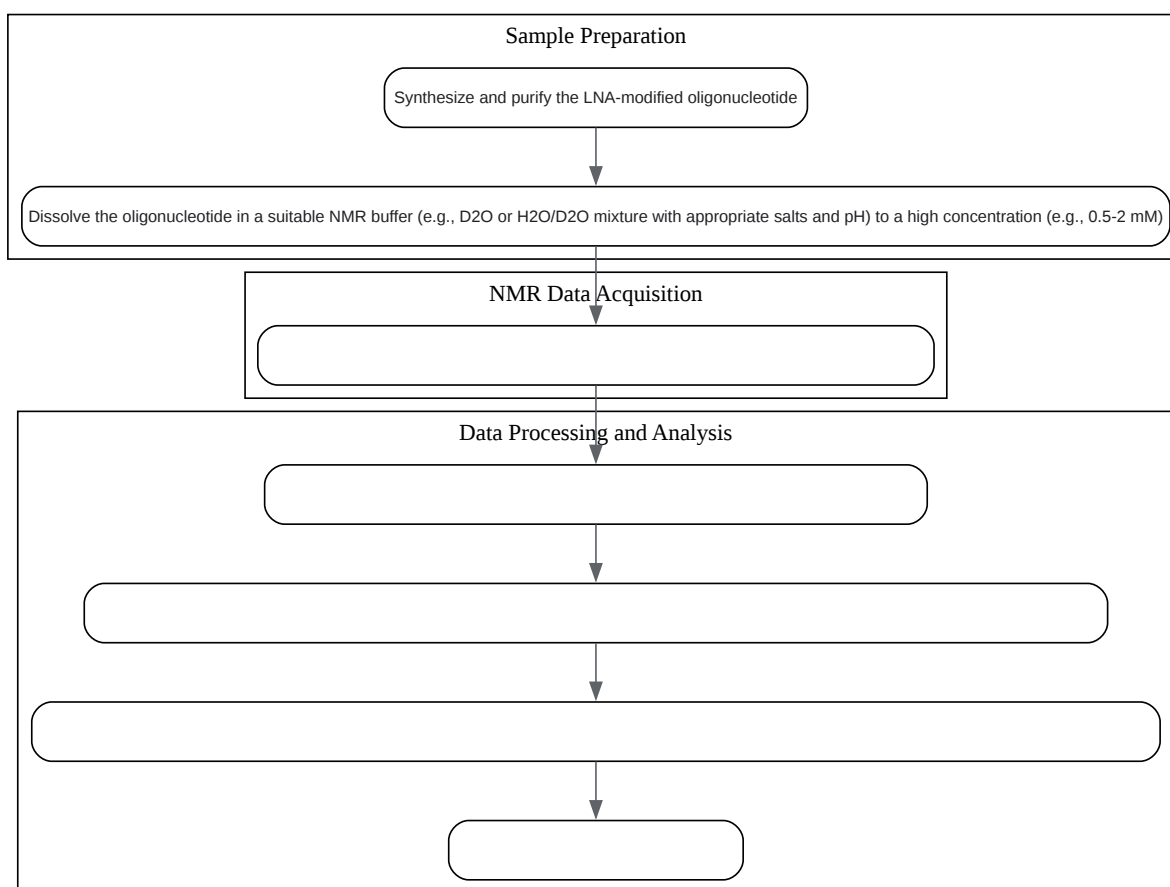 Sample Preparation
Synthesize and purify the LNA-modified oligonucleotide
Dissolve the oligonucleotide in a suitable NMR buffer (e.g., D2O or H2O/D2O mixture with appropriate salts and pH) to a high concentration (e.g., 0.5-2 mM)
NMR Data Acquisition
Data Processing and Analysis